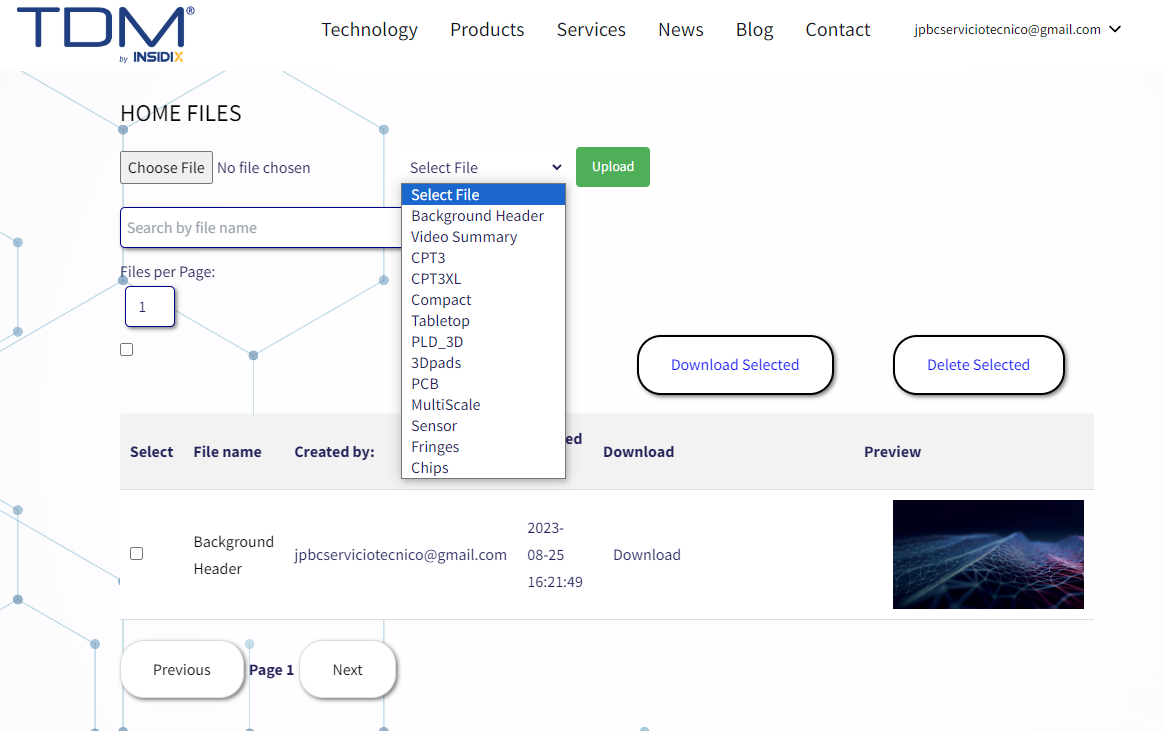 TDM®
by INSIDIX
Technology Products Services News Blog Contact jpbcserviciotecnico@gmail.com
HOME FILES
Choose File No file chosen Select File Upload
Select File
Background Header
Search by file name
Video Summary
CPT3
Files per Page:
CPT3XL
Compact
1
Tabletop
PLD_3D
3Dpads
Download Selected Delete Selected
PCB
MultiScale
Sensor
Fringes
Chips
ed
Select File name Created by: Download Preview
Background Header
jpbcserviciotecnico@gmail.com
2023-
08-25
16:21:49
Download
Previous Page 1 Next